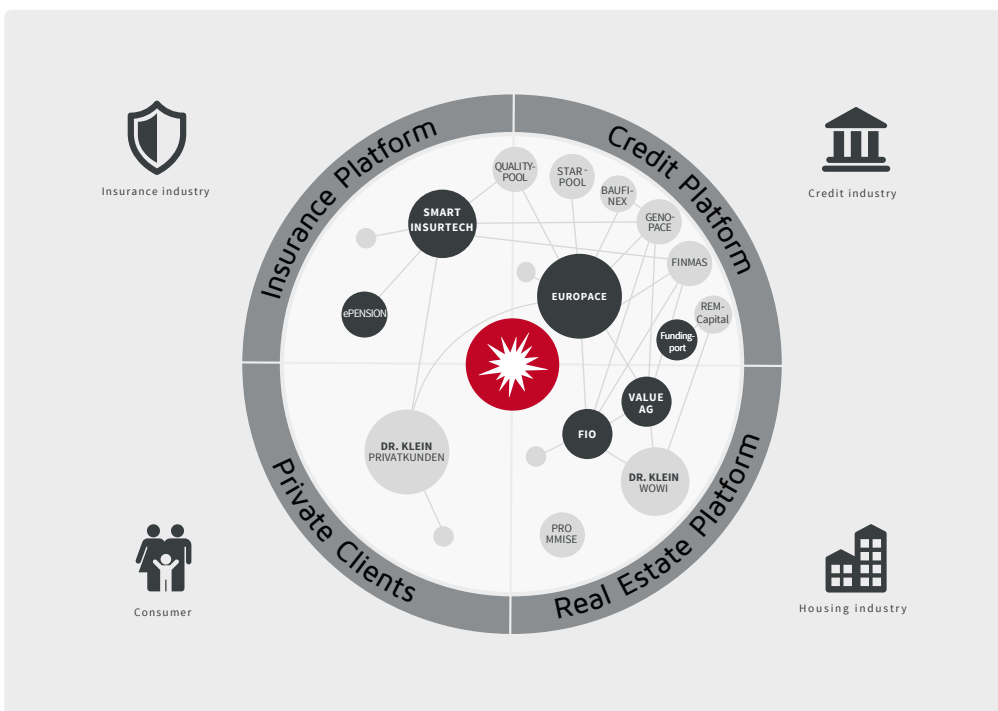 Insurance Platform
Credit Platform
Insurance industry
Credit industry
QUALITY-
POOL
STAR -
POOL
BAUFI-
NEX
GENO-
PACE
SMART
INSURTECH
FINMAS
EUROPACE
ePENSION
REM-
Capital
Funding-
port
VALUE
AG
FIO
DR. KLEIN
PRIVATKUNDEN
DR. KLEIN
WOWI
PRO
MMISE
Private Clients
Real Estate Platform
Consumer
Housing industry